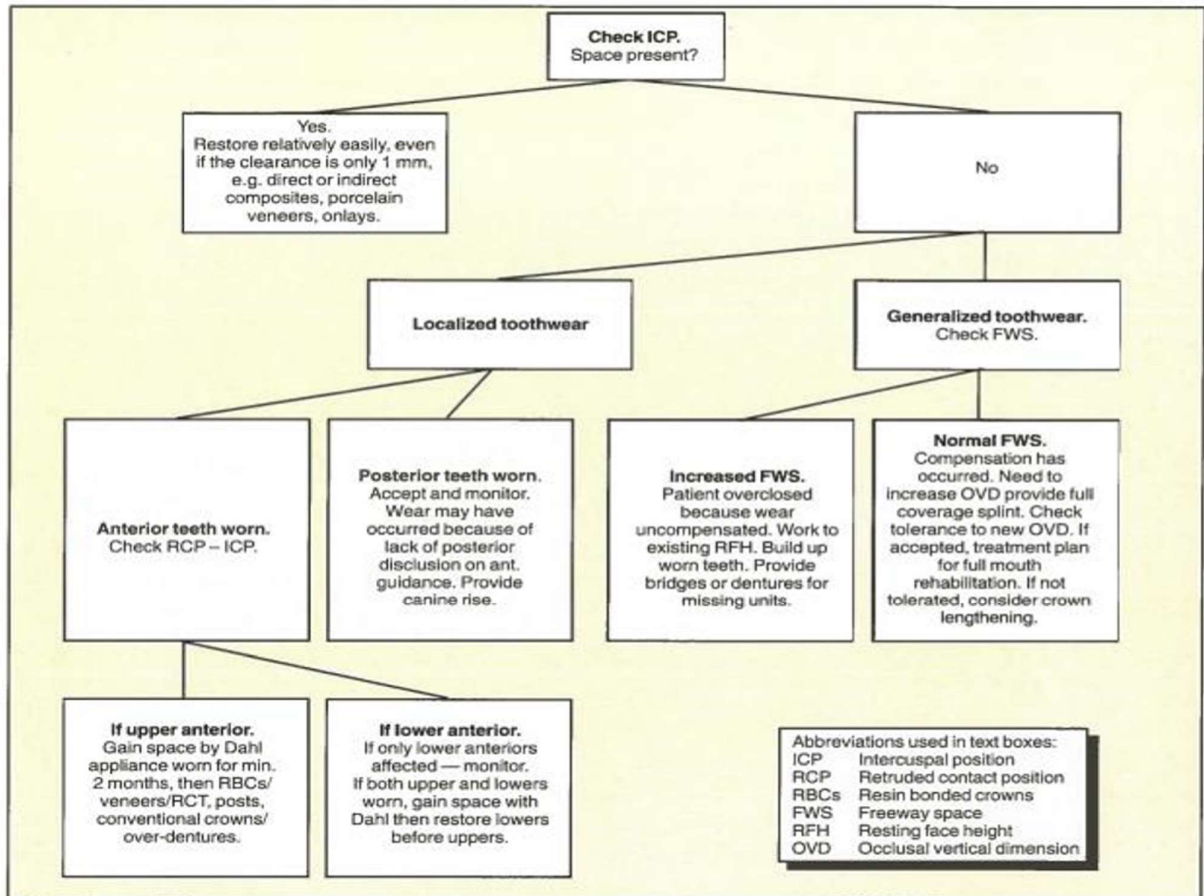 Check ICP.
Space present?
Yes.
Restore relatively easily, even
if the clearance is only 1 mm,
e.g. direct or indirect
composites, porcelain
veneers, onlays.
No
Localized toothwear
Generalized toothwear.
Check FWS.
Anterior teeth worn.
Check RCP – ICP.
Posterior teeth worn.
Accept and monitor.
Wear may have
occurred because of
lack of posterior
disclusion on ant.
guidance. Provide
canine rise.
Increased FWS.
Patient overclosed
because wear
uncompensated. Work to
existing RFH. Build up
worn teeth. Provide
bridges or dentures for
missing units.
Normal FWS.
Compensation has
occurred. Need to
increase OVD provide full
coverage splint. Check
tolerance to new OVD. If
accepted, treatment plan
for full mouth
rehabilitation. If not
tolerated, consider crown
lengthening.
If upper anterior.
Gain space by Dahl
appliance worn for min.
2 months, then RBCs/
veneers/RCT, posts,
conventional crowns/
over-dentures.
If lower anterior.
If only lower anteriors
affected — monitor.
If both upper and lowers
worn, gain space with
Dahl then restore lowers
before uppers.
Abbreviations used in text boxes:
ICP Intercuspal position
RCP Retruded contact position
RBCs Resin bonded crowns
FWS Freeway space
RFH Resting face height
OVD Occlusal vertical dimension